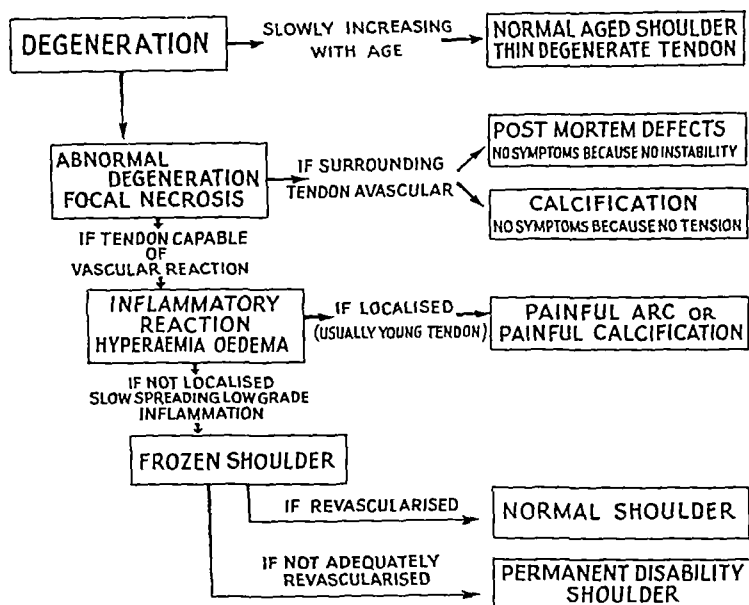 DEGENERATION
SLOWLY INCREASING
WITH AGE
NORMAL AGED SHOULDER
THIN DEGENERATE TENDON
ABNORMAL
DEGENERATION
FOCAL NECROSIS
IF SURROUNDING
TENDON AVASCULAR
POST MORTEM DEFECTS
NO SYMPTOMS BECAUSE NO INSTABILITY
CALCIFICATION
NO SYMPTOMS BECAUSE NO TENSION
IF TENDON CAPABLE
OF
VASCULAR REACTION
INFLAMMATORY
REACTION
HYPERAEMIA OEDEMA
IF LOCALISED
(USUALLY YOUNG TENDON)
PAINFUL ARC OR
PAINFUL CALCIFICATION
IF NOT LOCALISED
SLOW SPREADING LOW GRADE
INFLAMMATION
FROZEN SHOULDER
IF REVASCULARISED
NORMAL SHOULDER
IF NOT ADEQUATELY
REVASCULARISED
PERMANENT DISABILITY
SHOULDER